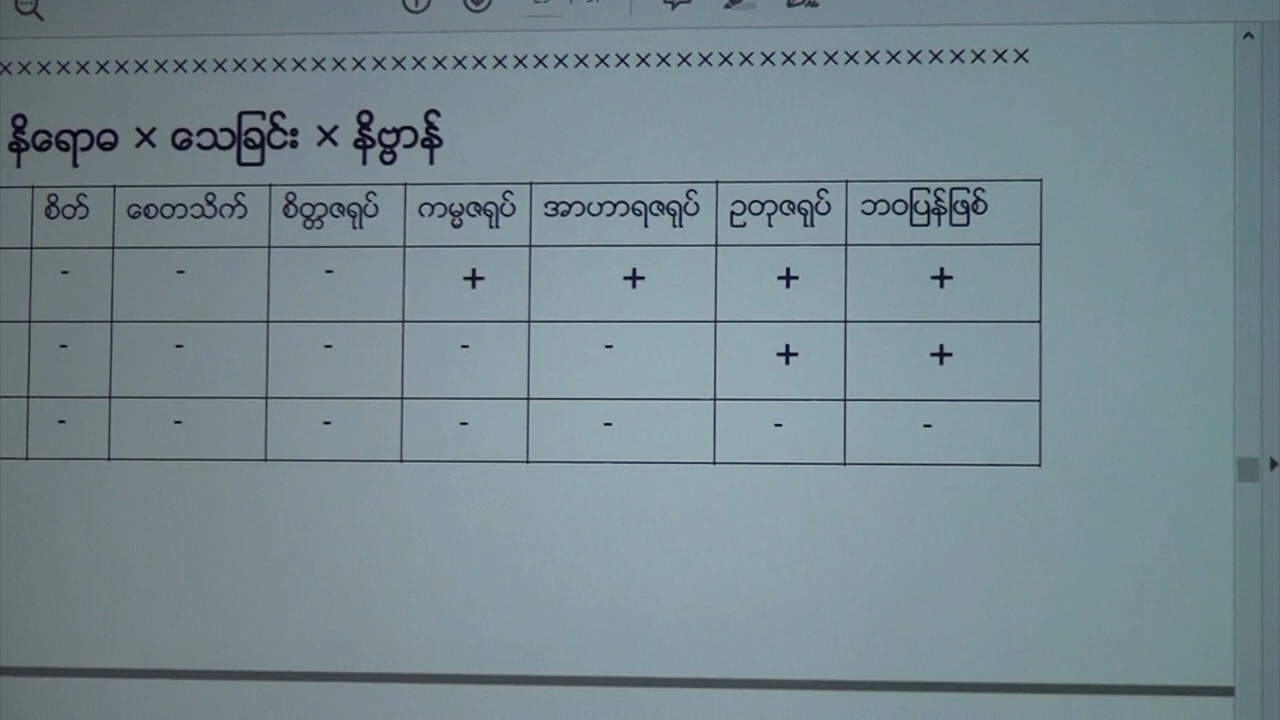 ××××××××××××××××××××××××××××××××××××××××××××××××××××
နိရောဓ × သေခြင်း × နိဗ္ဗာန်
စိတ် စေတသိက် စိတ္တဇရုပ် ကမ္မဇရုပ် အာဟာရဇရုပ် ဥတုဇရုပ် ဘဝပြန်ဖြစ်
- - - + + + +
- - - - - + +
- - - - - - -